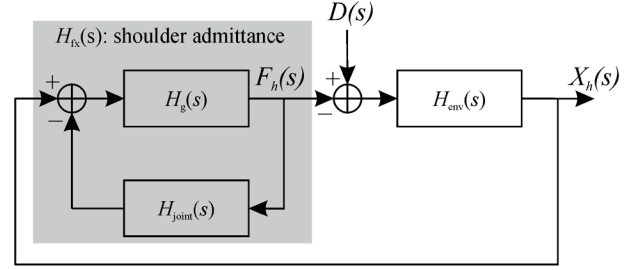 D(s)
H_fx(s): shoulder admittance
+
H_g(s)
F_h(s)
+
H_env(s)
X_h(s)
−
−
H_joint(s)